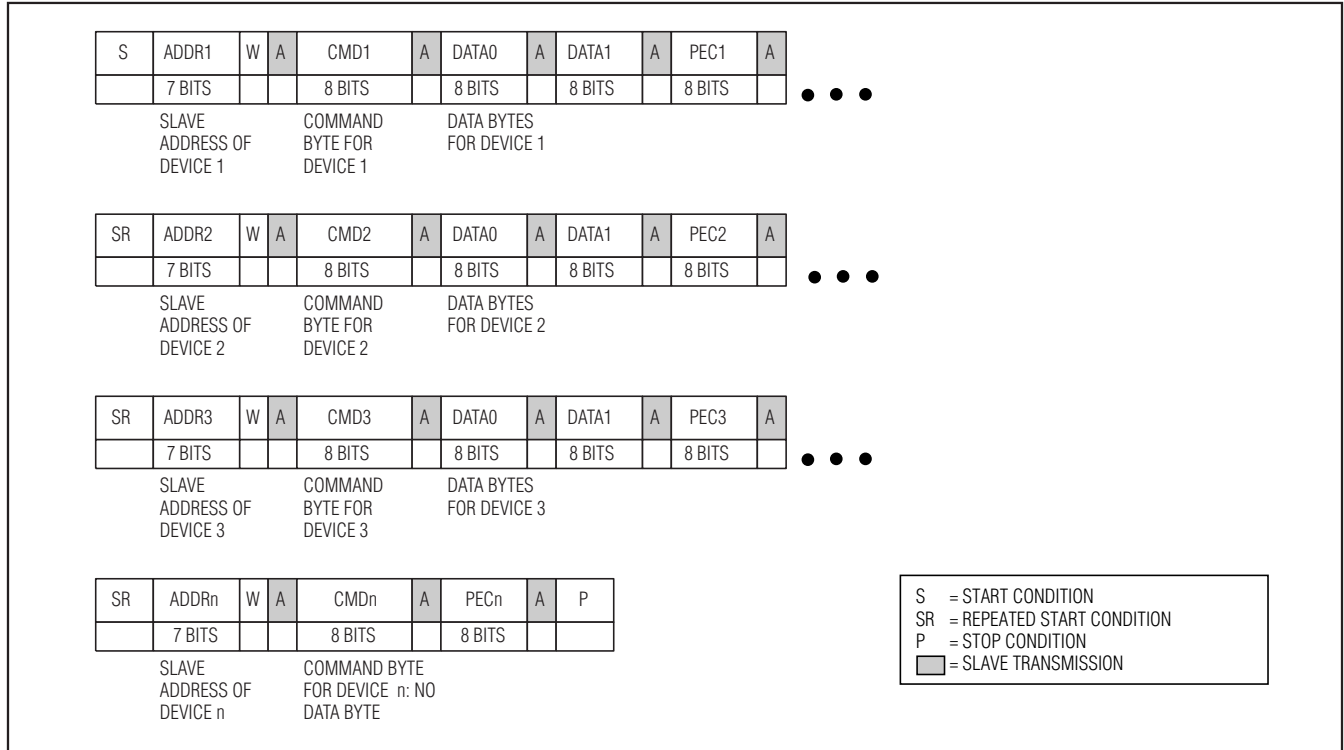 S ADDR1 W A CMD1 A DATA0 A DATA1 A PEC1 A
7 BITS 8 BITS 8 BITS 8 BITS 8 BITS
SLAVE COMMAND DATA BYTES
ADDRESS OF BYTE FOR FOR DEVICE 1
DEVICE 1 DEVICE 1
SR ADDR2 W A CMD2 A DATA0 A DATA1 A PEC2 A
7 BITS 8 BITS 8 BITS 8 BITS 8 BITS
SLAVE COMMAND DATA BYTES
ADDRESS OF BYTE FOR FOR DEVICE 2
DEVICE 2 DEVICE 2
SR ADDR3 W A CMD3 A DATA0 A DATA1 A PEC3 A
7 BITS 8 BITS 8 BITS 8 BITS 8 BITS
SLAVE COMMAND DATA BYTES
ADDRESS OF BYTE FOR FOR DEVICE 3
DEVICE 3 DEVICE 3
SR ADDRn W A CMDn A PECn A P
7 BITS 8 BITS 8 BITS
SLAVE COMMAND BYTE
ADDRESS OF FOR DEVICE n: NO
DEVICE n DATA BYTE
S = START CONDITION
SR = REPEATED START CONDITION
P = STOP CONDITION
= SLAVE TRANSMISSION